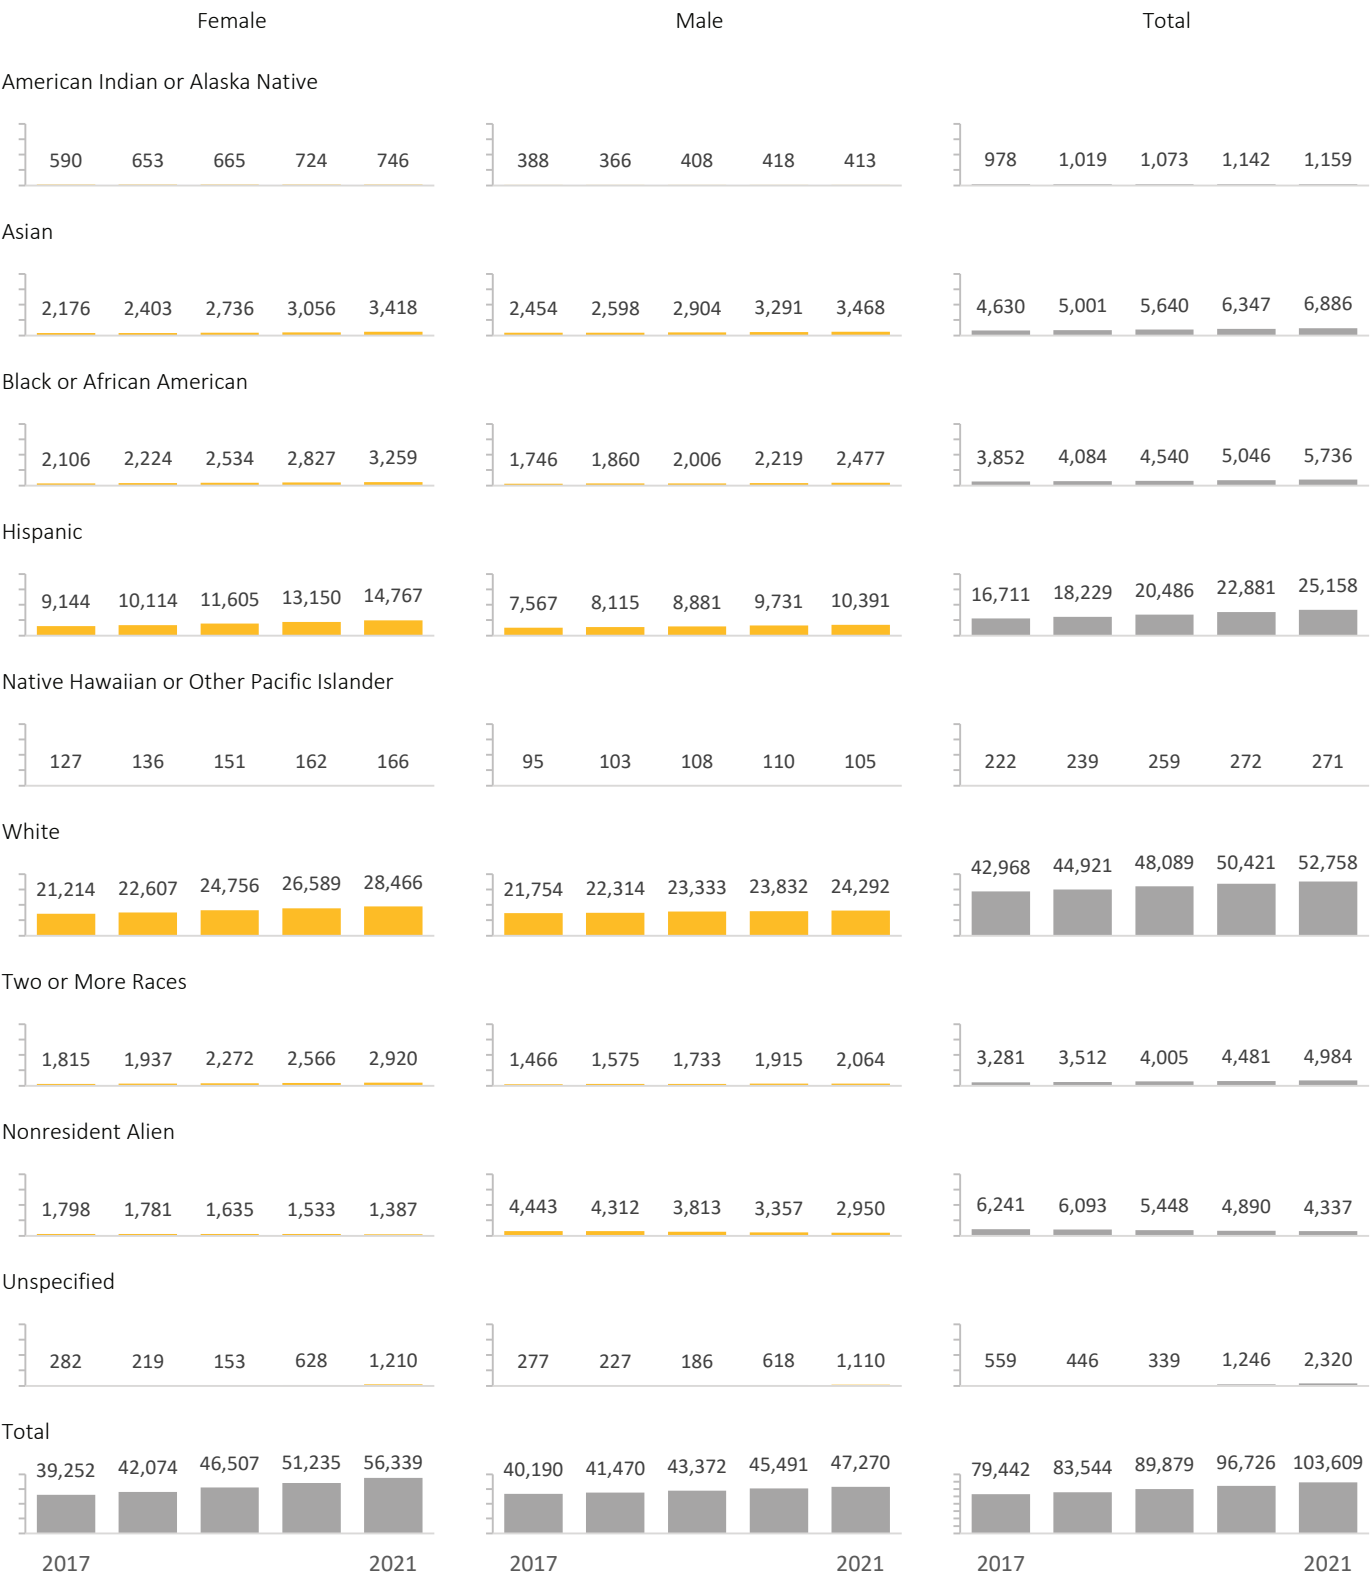 Female Male Total
American Indian or Alaska Native
590 653 665 724 746 388 366 408 418 413 978 1,019 1,073 1,142 1,159
Asian
2,176 2,403 2,736 3,056 3,418 2,454 2,598 2,904 3,291 3,468 4,630 5,001 5,640 6,347 6,886
Black or African American
2,106 2,224 2,534 2,827 3,259 1,746 1,860 2,006 2,219 2,477 3,852 4,084 4,540 5,046 5,736
Hispanic
9,144 10,114 11,605 13,150 14,767 7,567 8,115 8,881 9,731 10,391 16,711 18,229 20,486 22,881 25,158
Native Hawaiian or Other Pacific Islander
127 136 151 162 166 95 103 108 110 105 222 239 259 272 271
White
21,214 22,607 24,756 26,589 28,466 21,754 22,314 23,333 23,832 24,292 42,968 44,921 48,089 50,421 52,758
Two or More Races
1,815 1,937 2,272 2,566 2,920 1,466 1,575 1,733 1,915 2,064 3,281 3,512 4,005 4,481 4,984
Nonresident Alien
1,798 1,781 1,635 1,533 1,387 4,443 4,312 3,813 3,357 2,950 6,241 6,093 5,448 4,890 4,337
Unspecified
282 219 153 628 1,210 277 227 186 618 1,110 559 446 339 1,246 2,320
Total
39,252 42,074 46,507 51,235 56,339 40,190 41,470 43,372 45,491 47,270 79,442 83,544 89,879 96,726 103,609
2017 2021 2017 2021 2017 2021